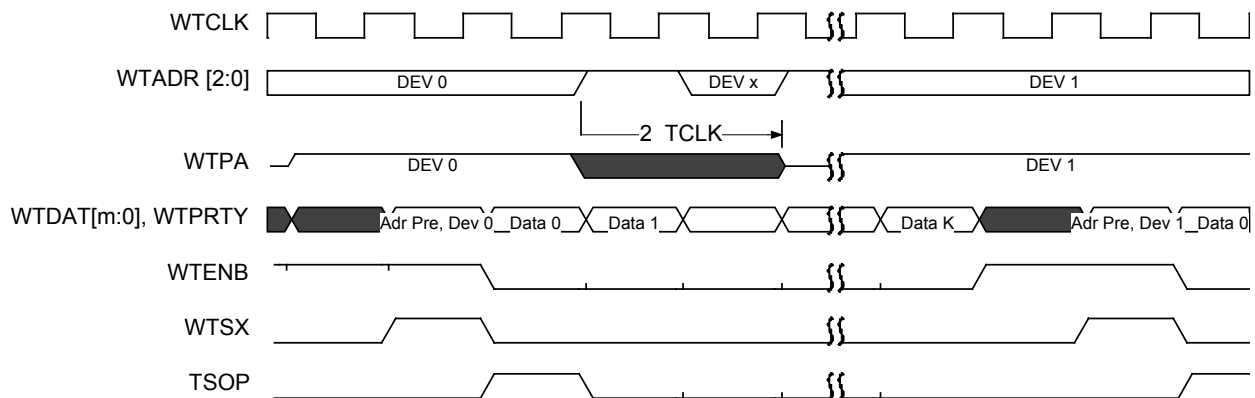 WTCLK
WTADR [2:0] DEV 0 DEV x DEV 1
2 TCLK
WTPA DEV 0 DEV 1
WTDAT[m:0], WTPRTY Adr Pre, Dev 0 Data 0 Data 1 Data K Adr Pre, Dev 1 Data 0
WTENB
WTSX
TSOP